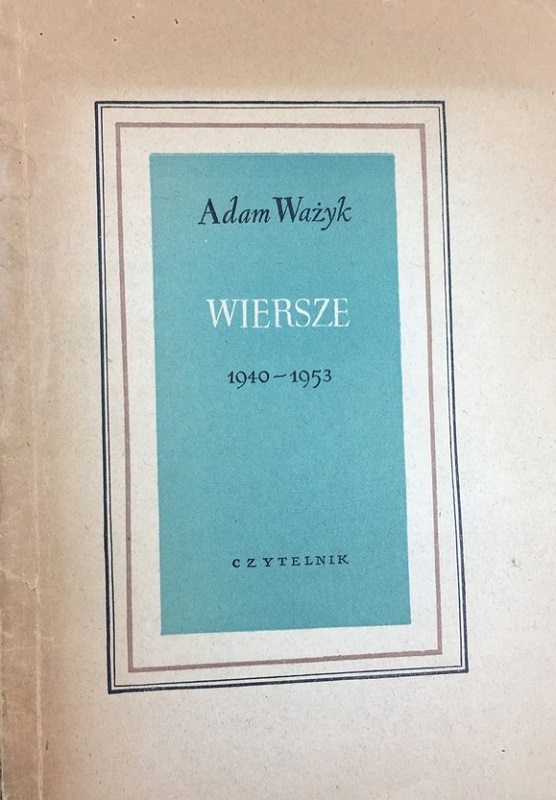 Adam Ważyk
WIERSZE
1940–1953
CZYTELNIK